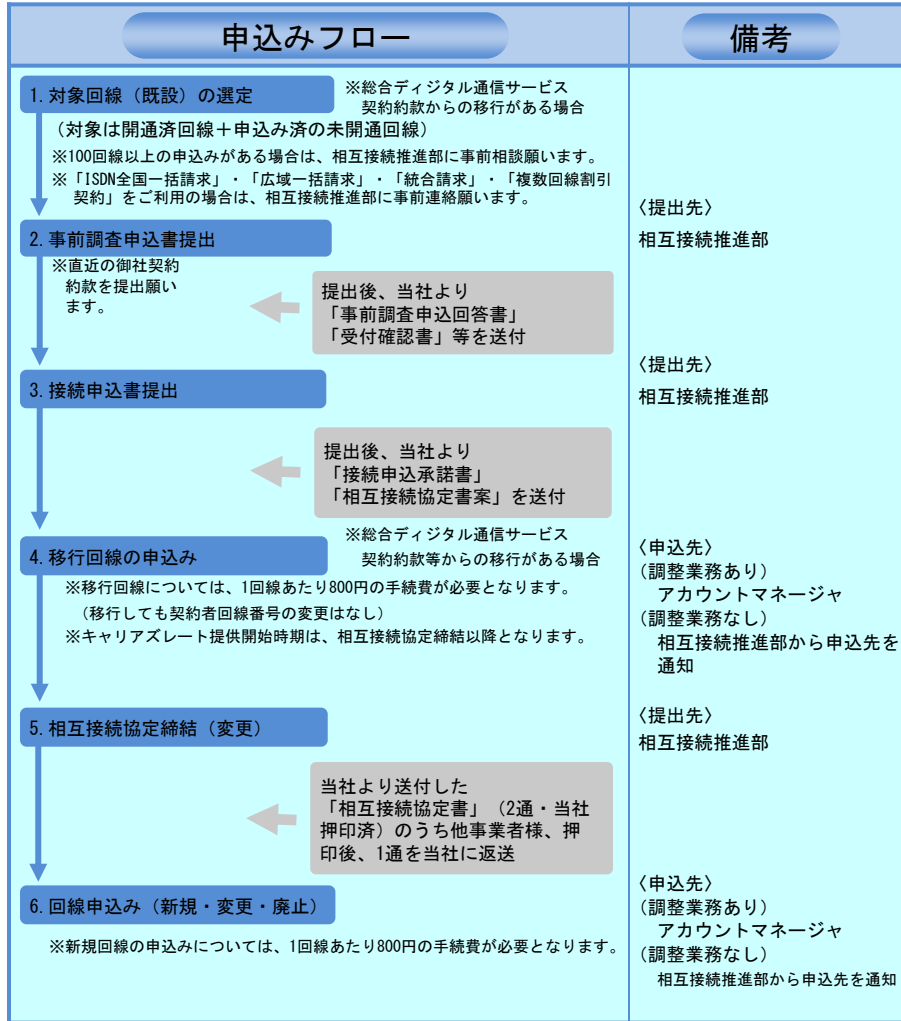 申込みフロー
備考
1.対象回線（既設）の選定
※総合ディジタル通信サービス
契約約款からの移行がある場合
（対象は開通済回線＋申込み済の未開通回線）
※100回線以上の申込みがある場合は、相互接続推進部に事前相談願います。
※「ISDN全国一括請求」・「広域一括請求」・「統合請求」・「複数回線割引
契約」をご利用の場合は、相互接続推進部に事前連絡願います。
2.事前調査申込書提出
〈提出先〉
相互接続推進部
※直近の御社契約
約款を提出願い
ます。
提出後、当社より
「事前調査申込回答書」
「受付確認書」等を送付
3.接続申込書提出
〈提出先〉
相互接続推進部
提出後、当社より
「接続申込承諾書」
「相互接続協定書案」を送付
4.移行回線の申込み
※総合ディジタル通信サービス
契約約款等からの移行がある場合
※移行回線については、1回線あたり800円の手続費が必要となります。
（移行しても契約者回線番号の変更はなし）
※キャリアズレート提供開始時期は、相互接続協定締結以降となります。
〈申込先〉
(調整業務あり)
アカウントマネージャ
(調整業務なし)
相互接続推進部から申込先を
通知
5.相互接続協定締結（変更）
〈提出先〉
相互接続推進部
当社より送付した
「相互接続協定書」（2通・当社
押印済）のうち他事業者様、押
印後、1通を当社に返送
6.回線申込み（新規・変更・廃止）
※新規回線の申込みについては、1回線あたり800円の手続費が必要となります。
〈申込先〉
(調整業務あり)
アカウントマネージャ
(調整業務なし)
相互接続推進部から申込先を通知